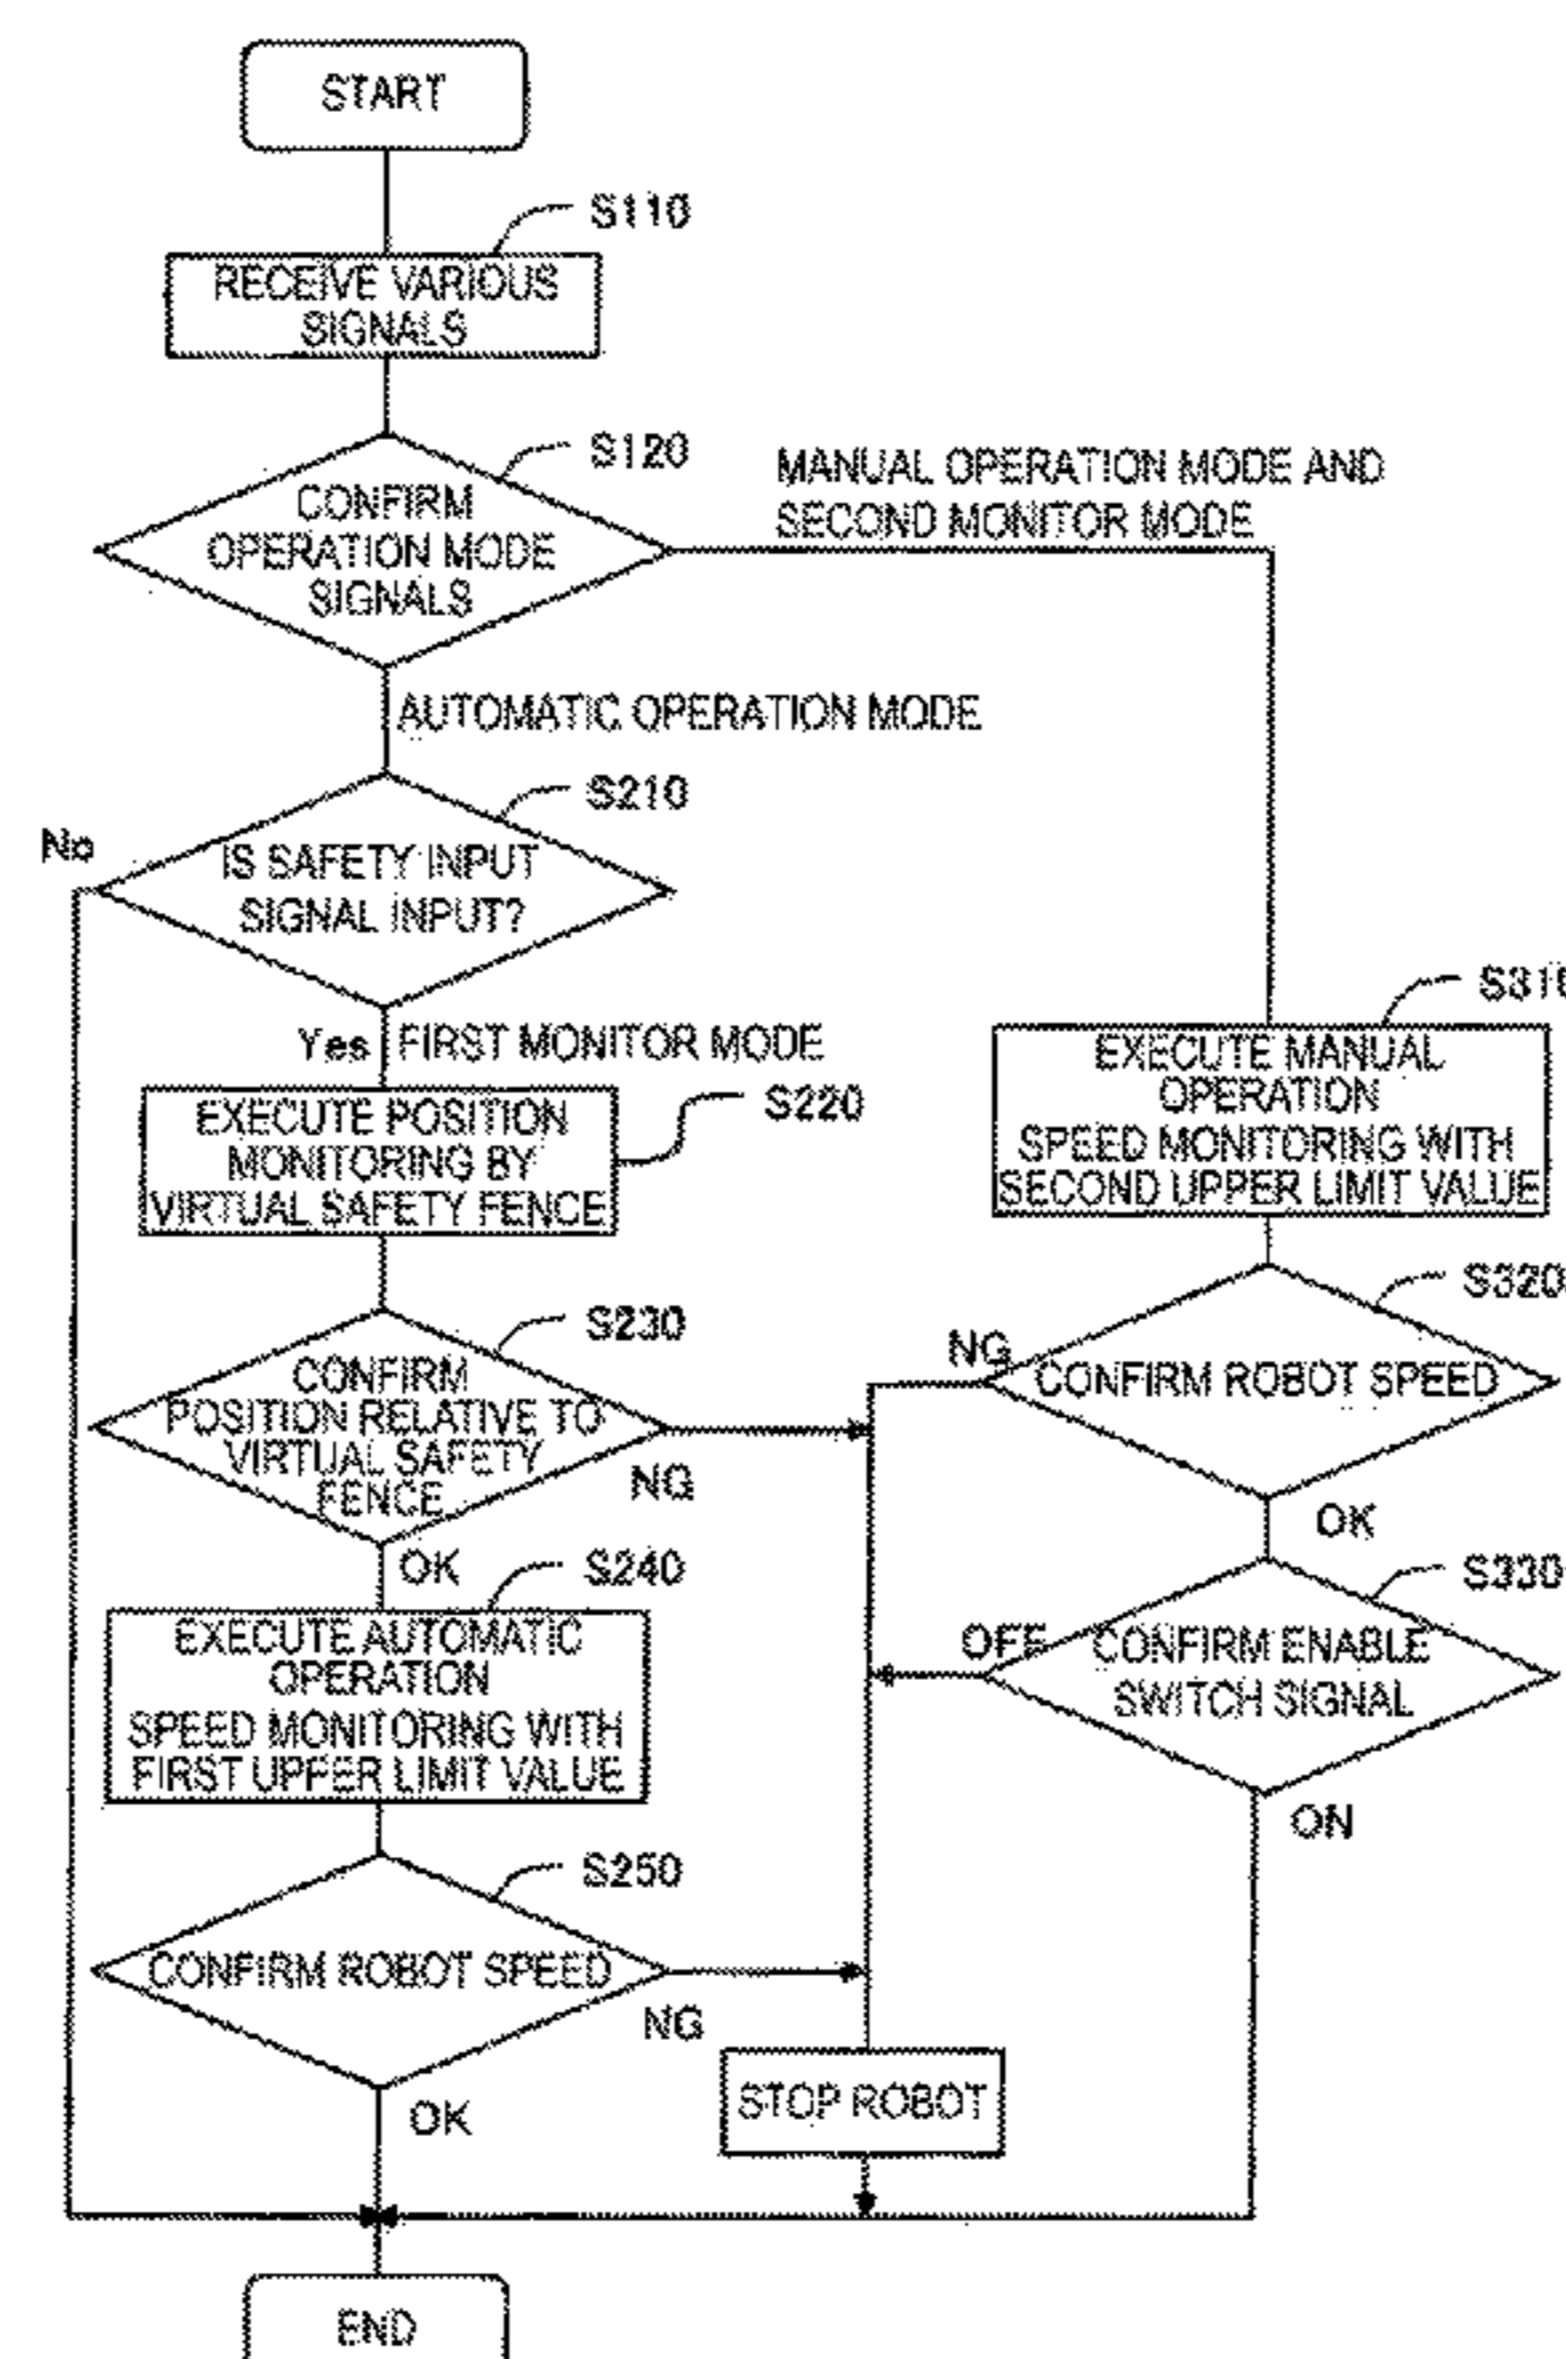 START
S110
RECEIVE VARIOUS
SIGNALS
S120
CONFIRM
OPERATION MODE
SIGNALS
MANUAL OPERATION MODE AND
SECOND MONITOR MODE
AUTOMATIC OPERATION MODE
S210
No
IS SAFETY INPUT
SIGNAL INPUT?
Yes
FIRST MONITOR MODE
S220
EXECUTE POSITION
MONITORING BY
VIRTUAL SAFETY FENCE
S310
EXECUTE MANUAL
OPERATION
SPEED MONITORING WITH
SECOND UPPER LIMIT VALUE
S230
CONFIRM
POSITION RELATIVE TO
VIRTUAL SAFETY
FENCE
NG
OK
S320
NG
CONFIRM ROBOT SPEED
OK
S240
EXECUTE AUTOMATIC
OPERATION
SPEED MONITORING WITH
FIRST UPPER LIMIT VALUE
S330
OFF
CONFIRM ENABLE
SWITCH SIGNAL
ON
S250
CONFIRM ROBOT SPEED
NG
OK
STOP ROBOT
END